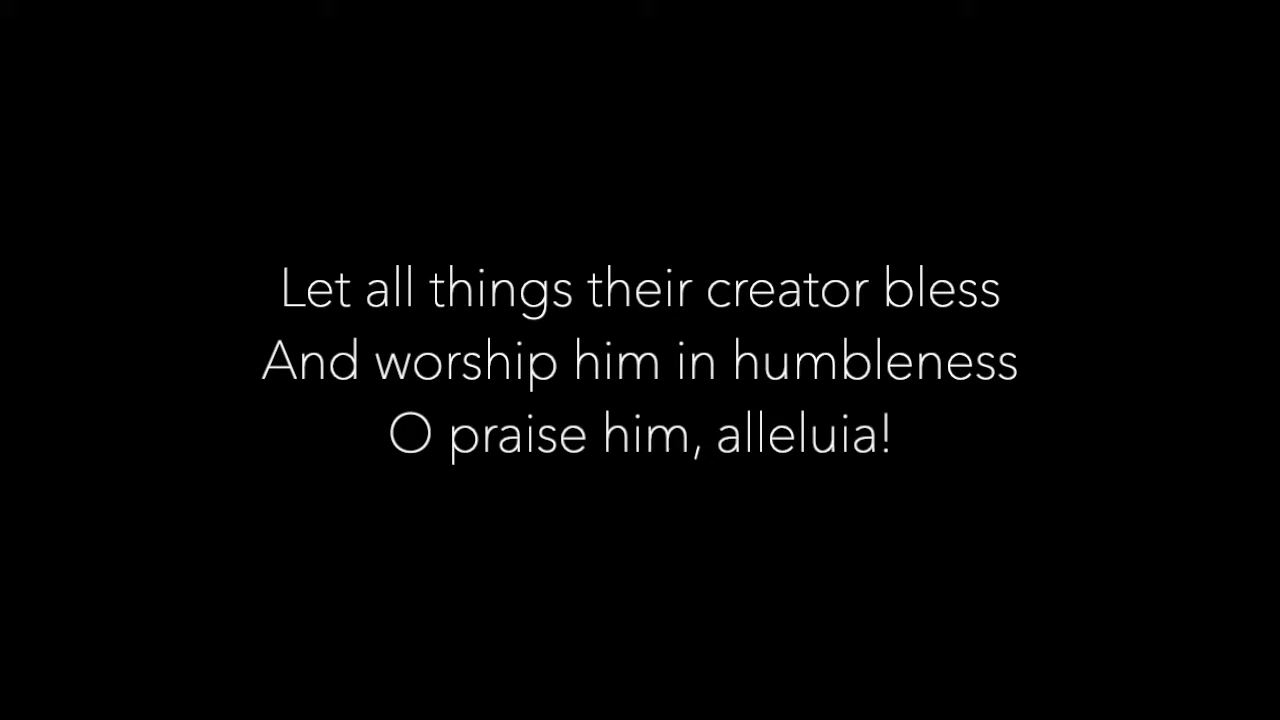 Let all things their creator bless
And worship him in humbleness
O praise him, alleluia!